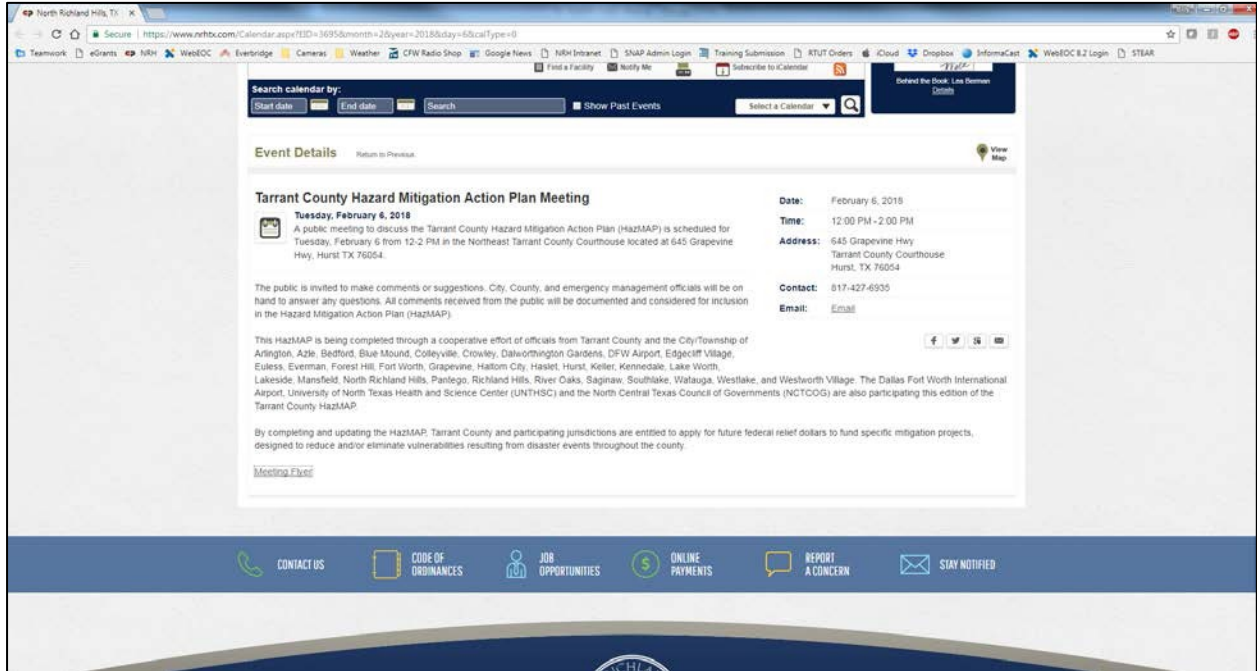 North Richland Hills, TX -
Secure | https://www.nrhtx.com/Calendar.aspx?EID=3695&month=2&year=2018&day=6&calType=0
Teamwork eGrants NRH WebEOC Everbridge Cameras Weather CFW Radio Shop Google News NRH Intranet SNAP Admin Login Training Submission RTUT Orders iCloud Dropbox InformaCast WebEOC 8.2 Login STEAR
Find a Facility Notify Me Subscribe to iCalendar
Behind the Book: Lea Berman
Details
Search calendar by:
Start date End date Search Show Past Events Select a Calendar
Event Details Return to Previous
View
Map
Tarrant County Hazard Mitigation Action Plan Meeting
Tuesday, February 6, 2018
A public meeting to discuss the Tarrant County Hazard Mitigation Action Plan (HazMAP) is scheduled for
Tuesday, February 6 from 12-2 PM in the Northeast Tarrant County Courthouse located at 645 Grapevine
Hwy, Hurst TX 76054.
Date: February 6, 2018
Time: 12:00 PM - 2:00 PM
Address: 645 Grapevine Hwy
Tarrant County Courthouse
Hurst, TX 76054
Contact: 817-427-6935
Email: Email
The public is invited to make comments or suggestions. City, County, and emergency management officials will be on
hand to answer any questions. All comments received from the public will be documented and considered for inclusion
in the Hazard Mitigation Action Plan (HazMAP).
This HazMAP is being completed through a cooperative effort of officials from Tarrant County and the City/Township of
Arlington, Azle, Bedford, Blue Mound, Colleyville, Crowley, Dalworthington Gardens, DFW Airport, Edgecliff Village,
Euless, Everman, Forest Hill, Fort Worth, Grapevine, Haltom City, Haslet, Hurst, Keller, Kennedale, Lake Worth,
Lakeside, Mansfield, North Richland Hills, Pantego, Richland Hills, River Oaks, Saginaw, Southlake, Watauga, Westlake, and Westworth Village. The Dallas Fort Worth International
Airport, University of North Texas Health and Science Center (UNTHSC) and the North Central Texas Council of Governments (NCTCOG) are also participating this edition of the
Tarrant County HazMAP.
By completing and updating the HazMAP, Tarrant County and participating jurisdictions are entitled to apply for future federal relief dollars to fund specific mitigation projects,
designed to reduce and/or eliminate vulnerabilities resulting from disaster events throughout the county.
Meeting Flyer
CONTACT US
CODE OF
ORDINANCES
JOB
OPPORTUNITIES
ONLINE
PAYMENTS
REPORT
A CONCERN
STAY NOTIFIED